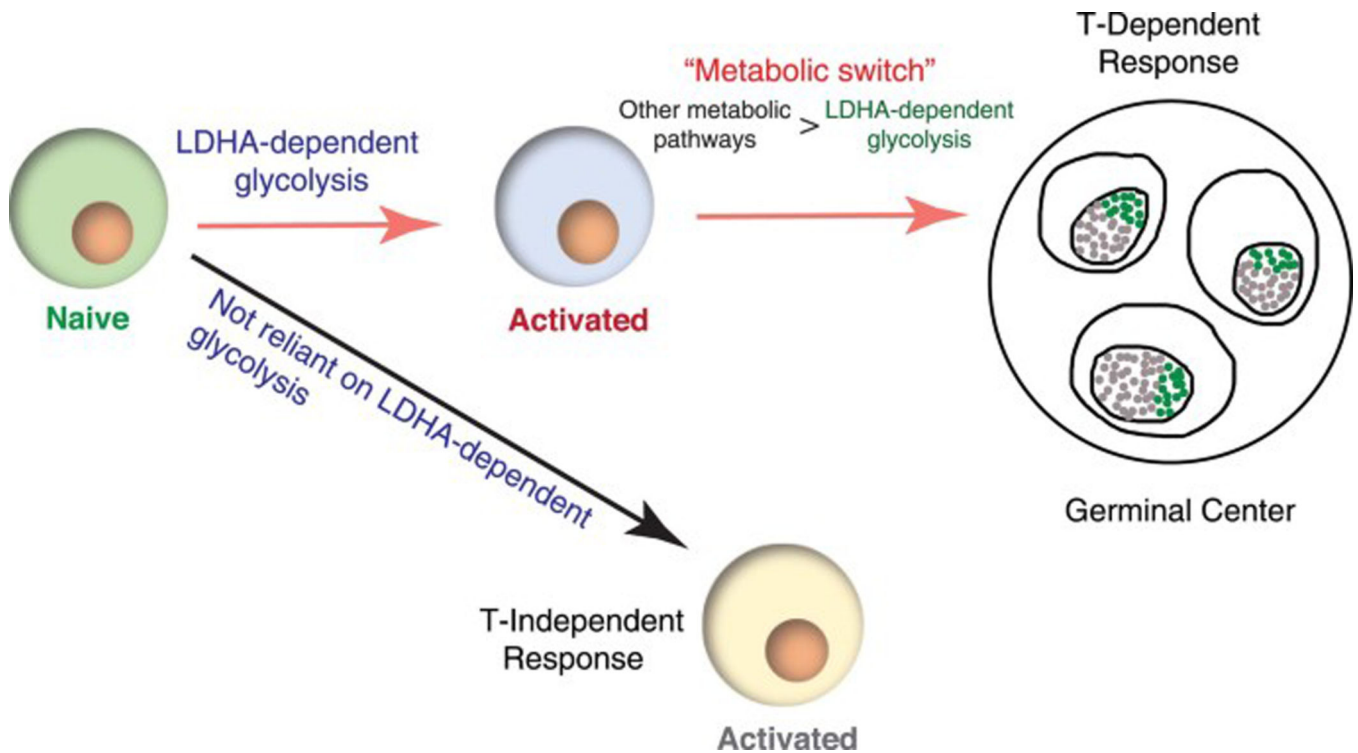 LDHA-dependent
glycolysis
Naive
Activated
“Metabolic switch”
Other metabolic
pathways
>
LDHA-dependent
glycolysis
T-Dependent
Response
Germinal Center
Not reliant on LDHA-dependent
glycolysis
T-Independent
Response
Activated